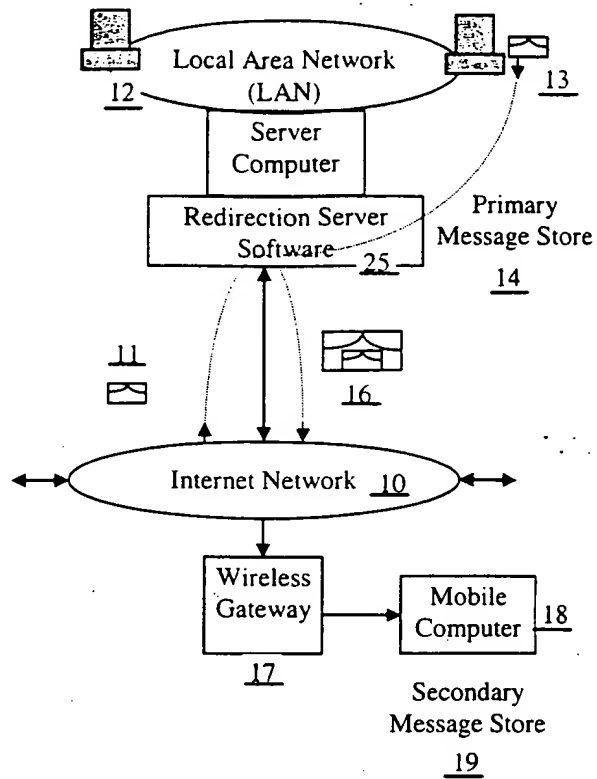 Local Area Network
(LAN)
12
13
Server
Computer
Redirection Server
Software
25
Primary
Message Store
14
11
16
Internet Network 10
Wireless
Gateway
17
Mobile
Computer
18
Secondary
Message Store
19